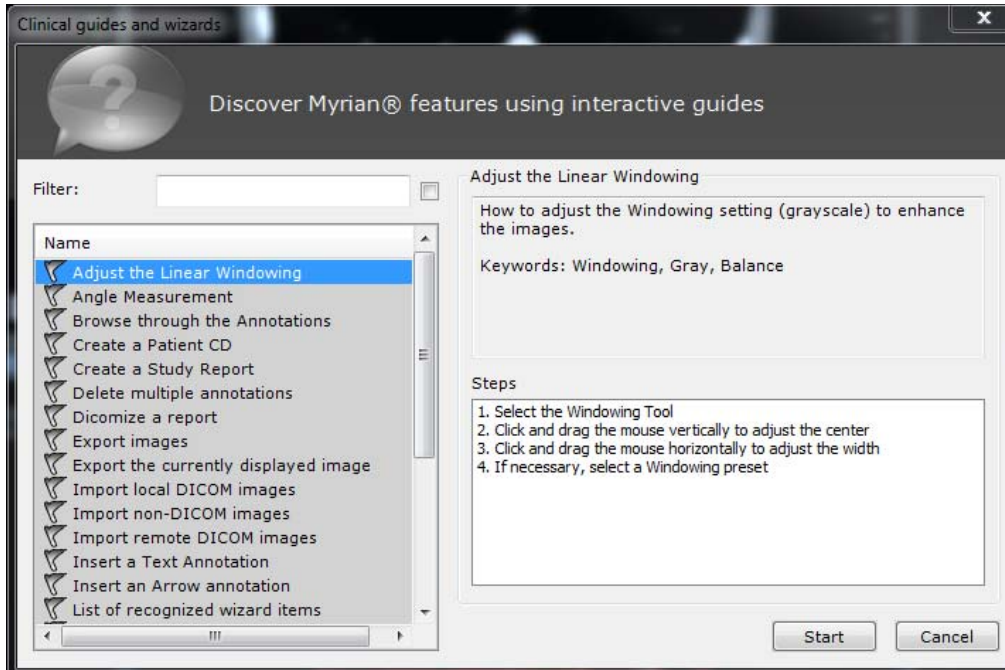 Clinical guides and wizards
Discover Myrian® features using interactive guides
Filter:
Name
Adjust the Linear Windowing
Angle Measurement
Browse through the Annotations
Create a Patient CD
Create a Study Report
Delete multiple annotations
Dicomize a report
Export images
Export the currently displayed image
Import local DICOM images
Import non-DICOM images
Import remote DICOM images
Insert a Text Annotation
Insert an Arrow annotation
List of recognized wizard items
Adjust the Linear Windowing
How to adjust the Windowing setting (grayscale) to enhance
the images.
Keywords: Windowing, Gray, Balance
Steps
1. Select the Windowing Tool
2. Click and drag the mouse vertically to adjust the center
3. Click and drag the mouse horizontally to adjust the width
4. If necessary, select a Windowing preset
Start
Cancel